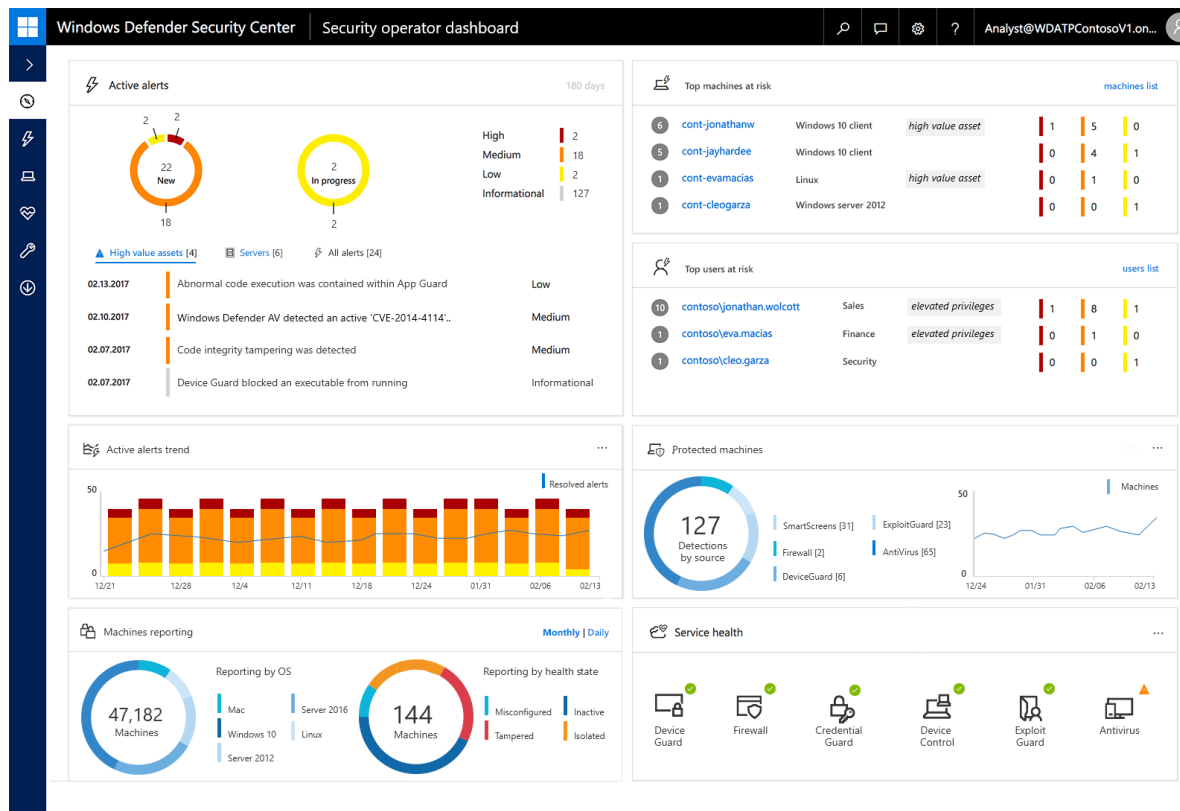 Windows Defender Security Center
Security operator dashboard
?
Analyst@WDATPContosoV1.on...
Active alerts
180 days
2
2
22
New
18
2
In progress
2
High 2
Medium 18
Low 2
Informational 127
High value assets [4]
Servers [6]
All alerts [24]
02.13.2017 Abnormal code execution was contained within App Guard Low
02.10.2017 Windows Defender AV detected an active 'CVE-2014-4114'.. Medium
02.07.2017 Code integrity tampering was detected Medium
02.07.2017 Device Guard blocked an executable from running Informational
Top machines at risk
machines list
6 cont-jonathanw Windows 10 client high value asset 1 5 0
5 cont-jayhardee Windows 10 client 0 4 1
1 cont-evamacias Linux high value asset 0 1 0
1 cont-cleogarza Windows server 2012 0 0 1
Top users at risk
users list
10 contoso\jonathan.wolcott Sales elevated privileges 1 8 1
1 contoso\eva.macias Finance elevated privileges 0 1 0
1 contoso\cleo.garza Security 0 0 1
Active alerts trend
...
Resolved alerts
50
0
12/21 12/28 12/4 12/11 12/18 12/24 01/31 02/06 02/13
Protected machines
...
127
Detections
by source
SmartScreens [31]
ExploitGuard [23]
Firewall [2]
AntiVirus [65]
DeviceGuard [6]
Machines
50
0
12/24 01/31 02/06 02/13
Machines reporting
Monthly | Daily
47,182
Machines
Reporting by OS
Mac
Server 2016
Windows 10
Linux
Server 2012
144
Machines
Reporting by health state
Misconfigured
Inactive
Tampered
Isolated
Service health
...
Device
Guard
Firewall
Credential
Guard
Device
Control
Exploit
Guard
Antivirus